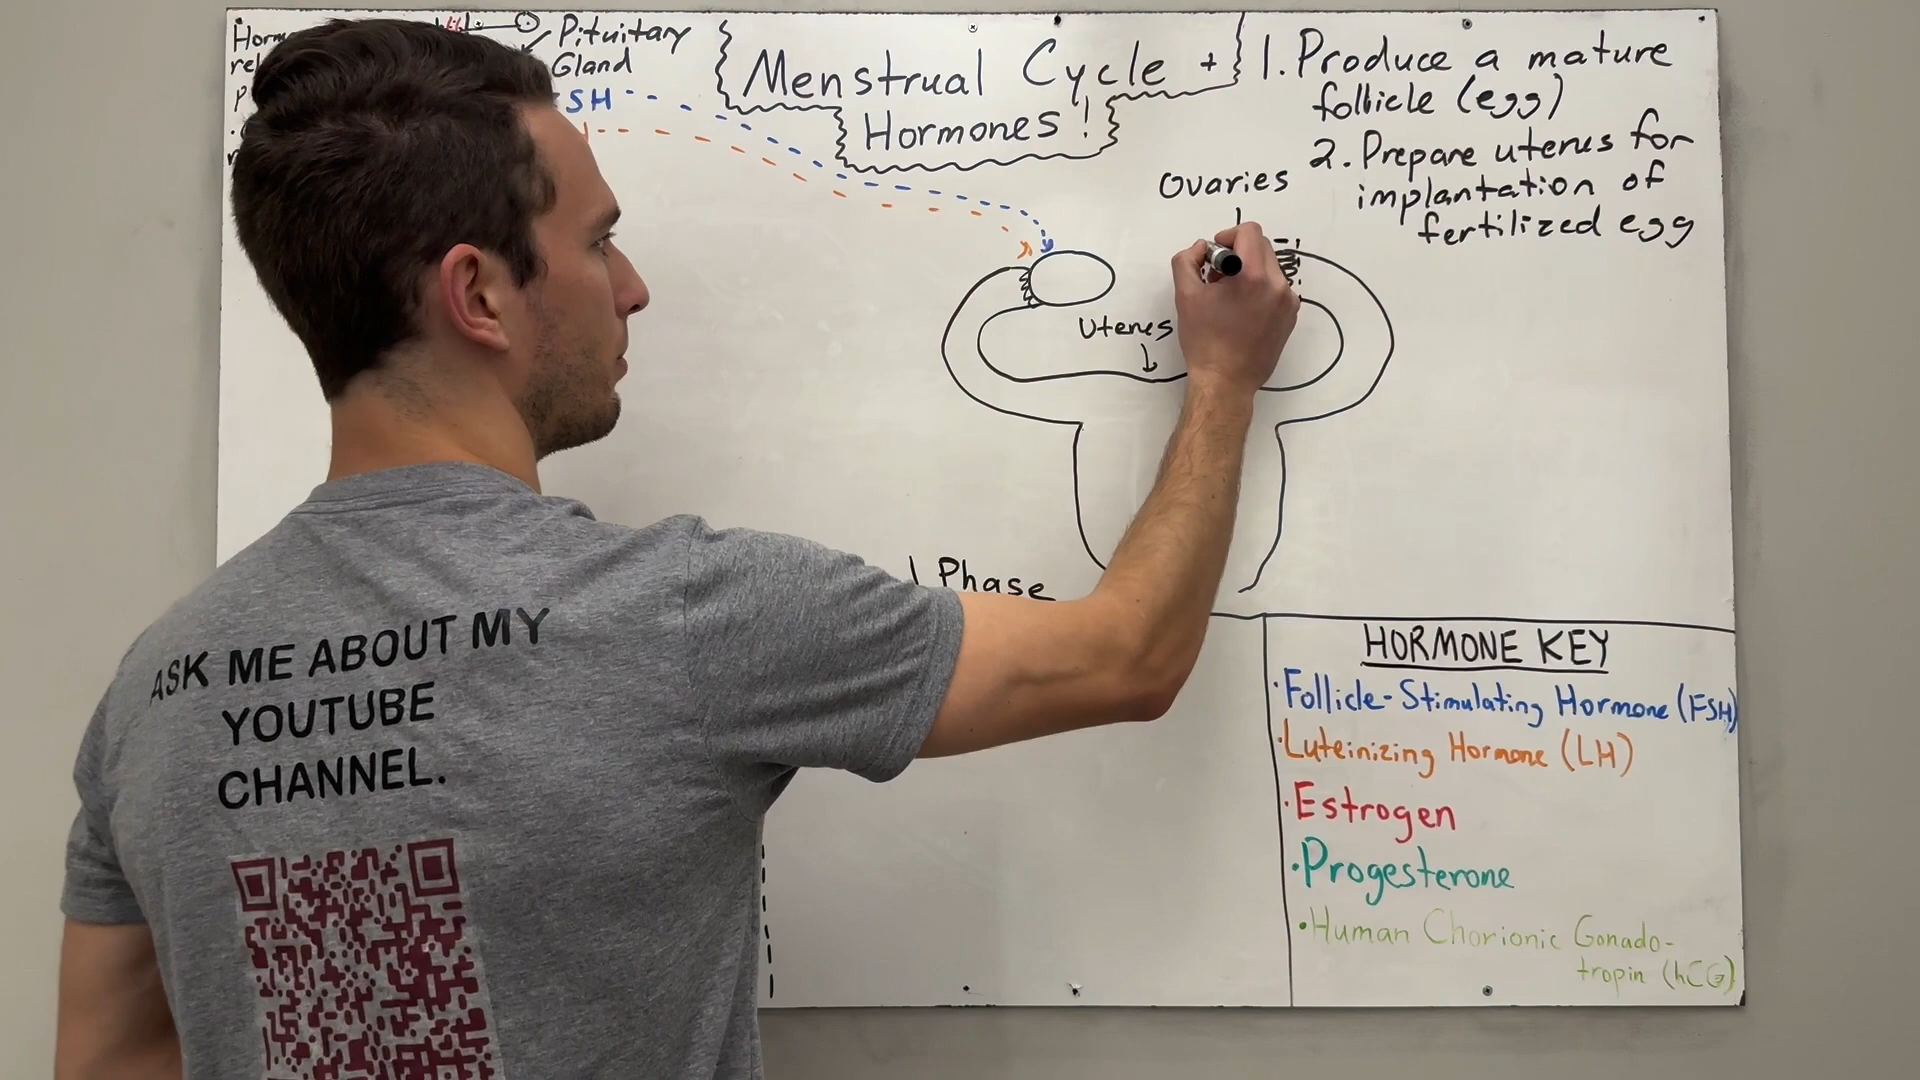 Pituitary
Gland
SH
Menstrual Cycle +
Hormones!
1. Produce a mature
follicle (egg)
2. Prepare uterus for
implantation of
fertilized egg
Ovaries
Uterus
Phase
HORMONE KEY
·Follicle-Stimulating Hormone (FSH)
·Luteinizing Hormone (LH)
·Estrogen
·Progesterone
·Human Chorionic Gonado-
tropin (hCG)
ASK ME ABOUT MY
YOUTUBE
CHANNEL.